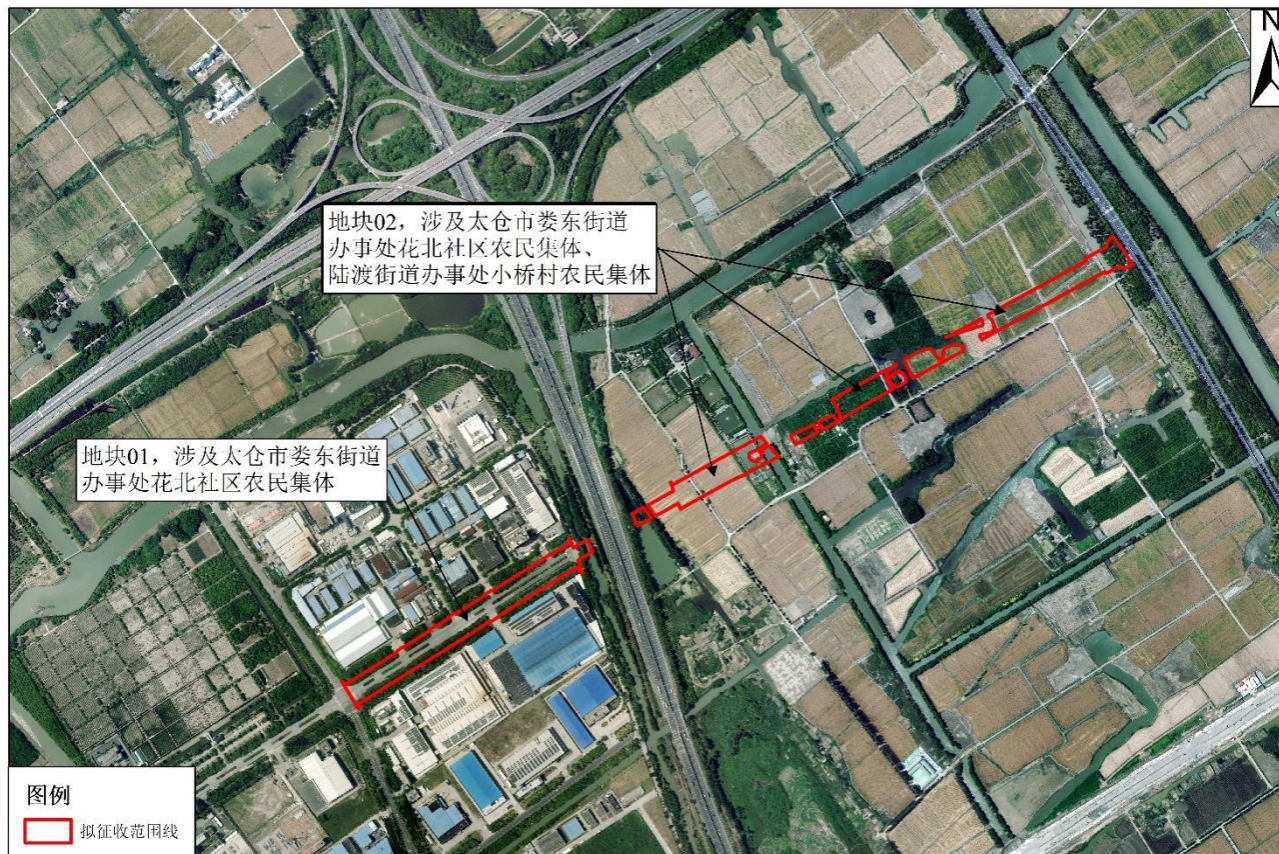 N
地块02，涉及太仓市娄东街道
办事处花北社区农民集体、
陆渡街道办事处小桥村农民集体
地块01，涉及太仓市娄东街道
办事处花北社区农民集体
图例
拟征收范围线